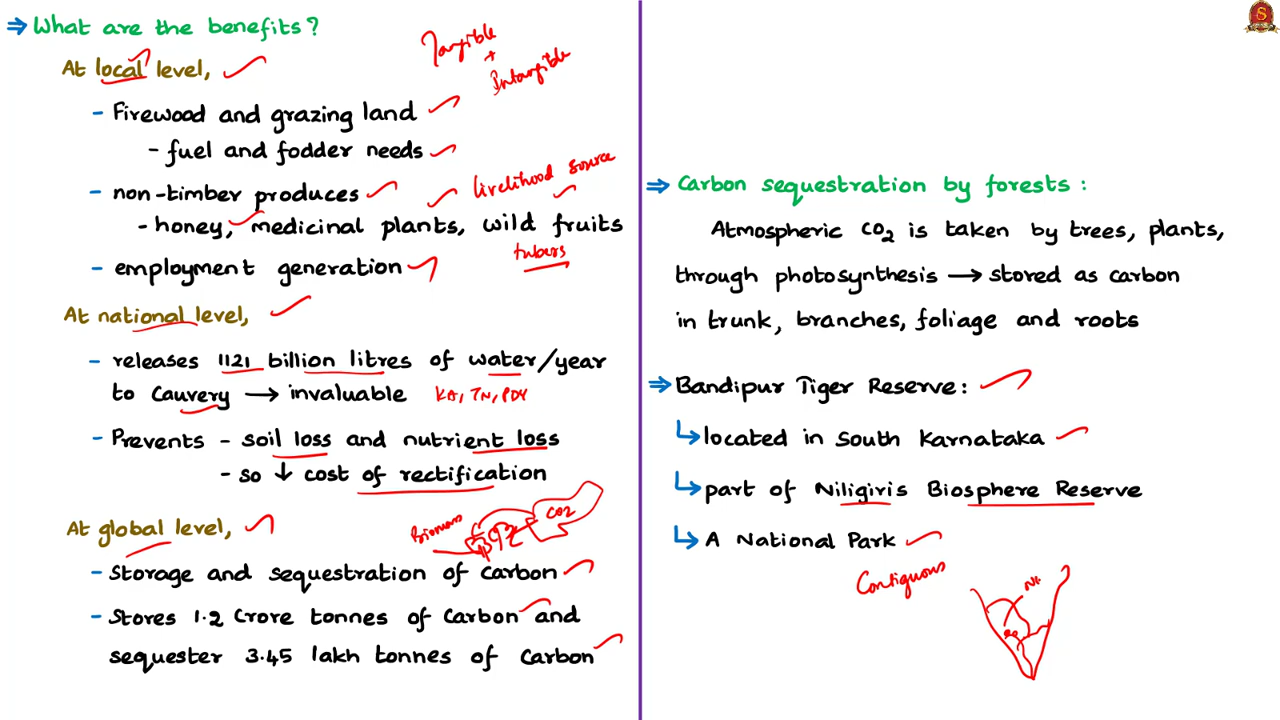 ⇒ What are the benefits?
Tangible
+
Intangible
At local level,
- Firewood and grazing land
- fuel and fodder needs
- non-timber produces
livelihood source
- honey, medicinal plants, wild fruits
tubers
- employment generation
At national level,
- releases 1121 billion litres of water/year
to Cauvery → invaluable
KA, TN, PDY
- Prevents - soil loss and nutrient loss
- so ↓ cost of rectification
At global level,
Biomass
CO2
- Storage and sequestration of carbon
- Stores 1.2 Crore tonnes of Carbon and
sequester 3.45 lakh tonnes of Carbon
⇒ Carbon sequestration by forests :
Atmospheric CO2 is taken by trees, plants,
through photosynthesis → stored as carbon
in trunk, branches, foliage and roots
⇒ Bandipur Tiger Reserve:
↳ located in South Karnataka
↳ part of Niligiris Biosphere Reserve
↳ A National Park
Contiguous